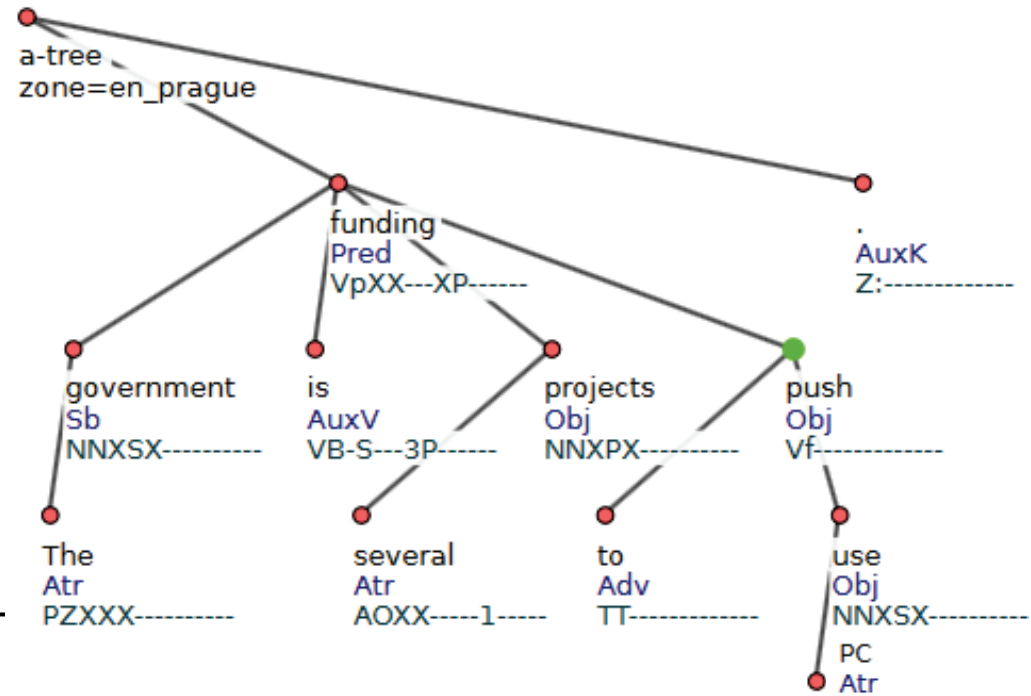 a-tree
zone=en_prague
funding
Pred
VpXX---XP------
.
AuxK
Z:-------------
government
Sb
NNXSX----------
is
AuxV
VB-S---3P------
projects
Obj
NNXPX----------
push
Obj
Vf-------------
The
Atr
PZXXX----------
several
Atr
AOXX-----1-----
to
Adv
TT-------------
use
Obj
NNXSX----------
PC
Atr